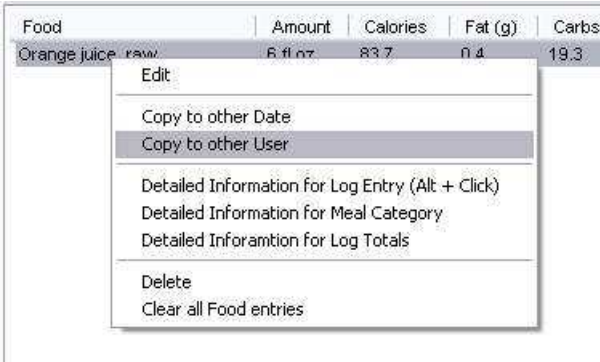 Food Amount Calories Fat (g) Carbs
Orange juice, raw 6 fl oz 83.7 0.4 19.3
Edit
Copy to other Date
Copy to other User
Detailed Information for Log Entry (Alt + Click)
Detailed Information for Meal Category
Detailed Inforamtion for Log Totals
Delete
Clear all Food entries